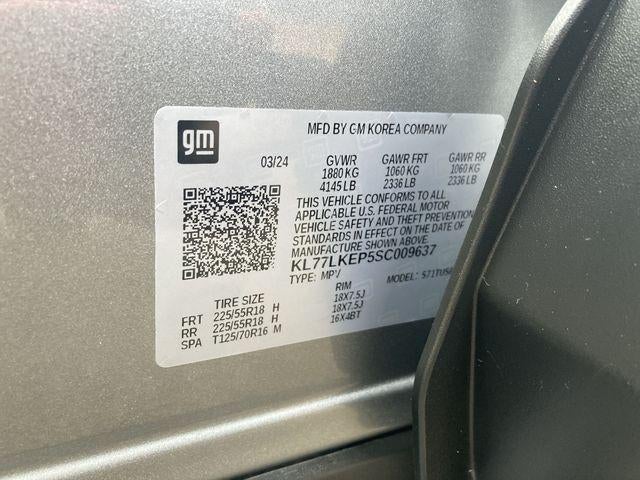 gm
MFD BY GM KOREA COMPANY
03/24 GVWR GAWR FRT GAWR RR
1880 KG 1060 KG 1060 KG
4145 LB 2336 LB 2336 LB
THIS VEHICLE CONFORMS TO ALL
APPLICABLE U.S. FEDERAL MOTOR
VEHICLE SAFETY AND THEFT PREVENTION
STANDARDS IN EFFECT ON THE DATE OF
MANUFACTURE SHOWN ABOVE.
KL77LKEP5SC009637
TYPE: MPV MODEL:
TIRE SIZE RIM
FRT 225/55R18 H 18X7.5J
RR 225/55R18 H 18X7.5J
SPA T125/70R16 M 16X4BT